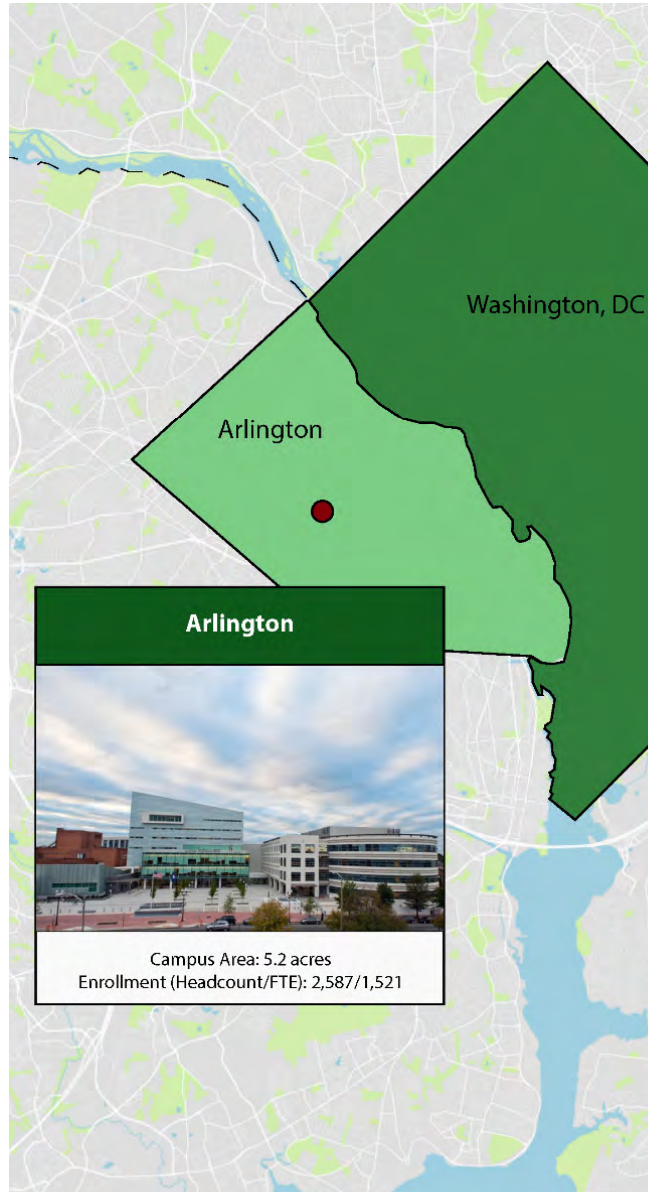 Washington, DC
Arlington
Arlington
Campus Area: 5.2 acres
Enrollment (Headcount/FTE): 2,587/1,521